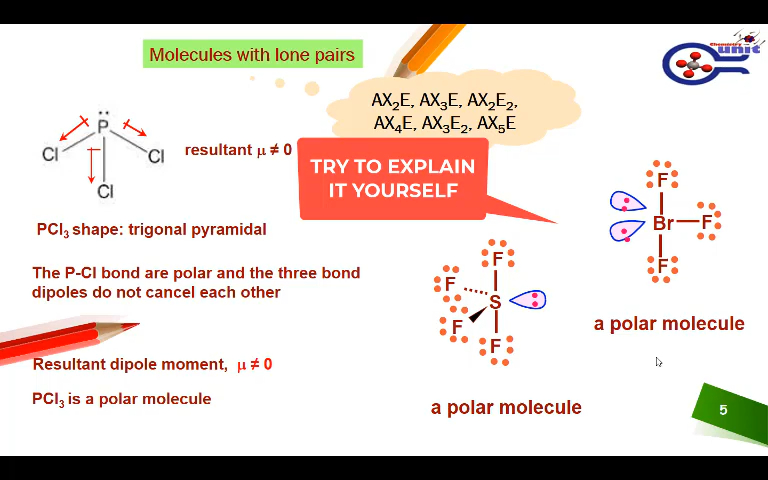 Molecules with lone pairs
Chemistry
unit
AX₂E, AX₃E, AX₂E₂,
AX₄E, AX₃E₂, AX₅E
P
Cl
Cl
Cl
resultant μ ≠ 0
TRY TO EXPLAIN
IT YOURSELF
F
Br
F
F
PCl₃ shape: trigonal pyramidal
The P-Cl bond are polar and the three bond
dipoles do not cancel each other
F
F
S
F
F
a polar molecule
Resultant dipole moment, μ ≠ 0
PCl₃ is a polar molecule
a polar molecule
5